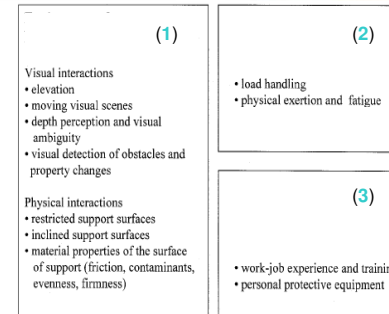 (1)
Visual interactions
• elevation
• moving visual scenes
• depth perception and visual
ambiguity
• visual detection of obstacles and
property changes
Physical interactions
• restricted support surfaces
• inclined support surfaces
• material properties of the surface
of support (friction, contaminants,
evenness, firmness)
(2)
• load handling
• physical exertion and fatigue
(3)
• work-job experience and
• personal protective equipment